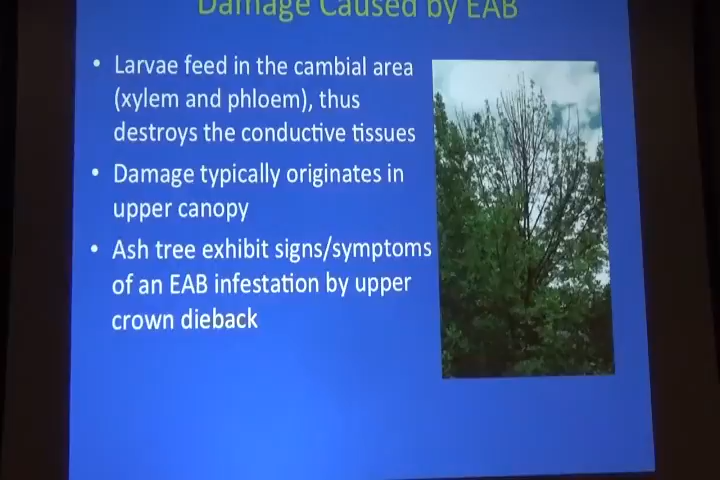 Damage Caused by EAB
• Larvae feed in the cambial area
(xylem and phloem), thus
destroys the conductive tissues
• Damage typically originates in
upper canopy
• Ash tree exhibit signs/symptoms
of an EAB infestation by upper
crown dieback